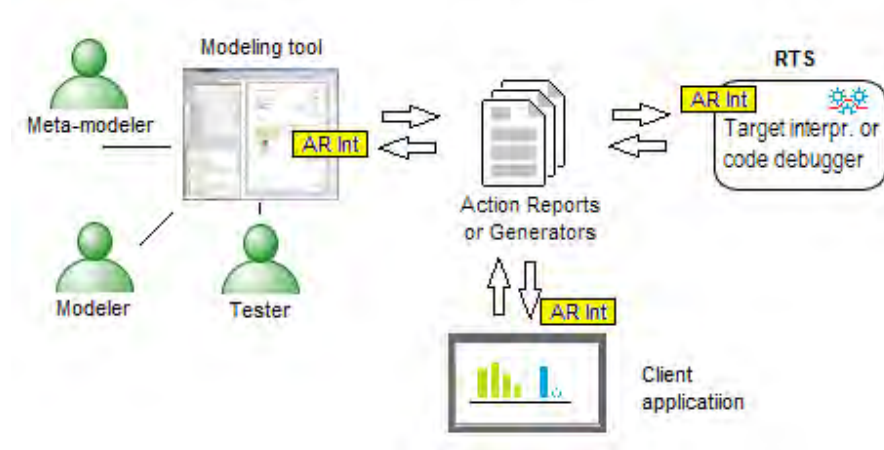 Modeling tool
RTS
Meta-modeler
AR Int
AR Int
Target interpr. or
code debugger
Action Reports
or Generators
Modeler
Tester
AR Int
Client
applicatiion